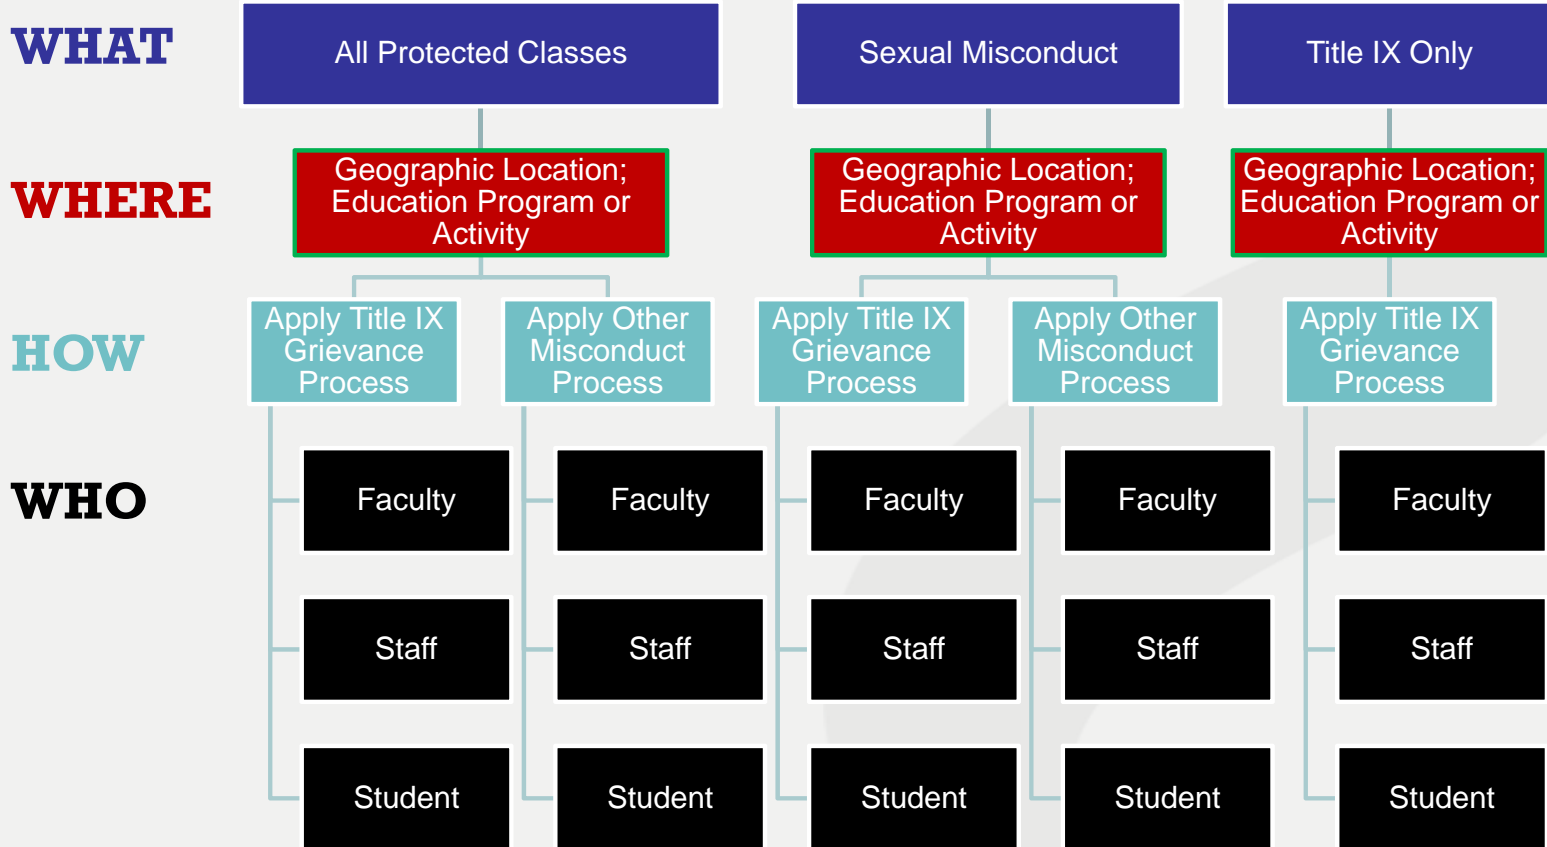 WHAT
All Protected Classes
Sexual Misconduct
Title IX Only
WHERE
Geographic Location;
Education Program or
Activity
Geographic Location;
Education Program or
Activity
Geographic Location;
Education Program or
Activity
HOW
Apply Title IX
Grievance
Process
Apply Other
Misconduct
Process
Apply Title IX
Grievance
Process
Apply Other
Misconduct
Process
Apply Title IX
Grievance
Process
WHO
Faculty
Faculty
Faculty
Faculty
Faculty
Staff
Staff
Staff
Staff
Staff
Student
Student
Student
Student
Student